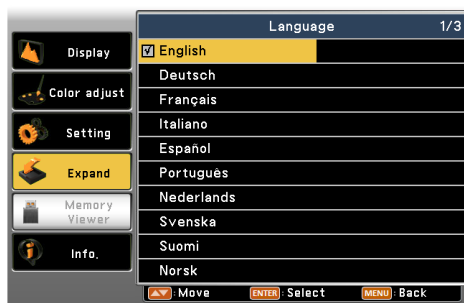 Language 1/3
Display
Color adjust
Setting
Expand
Memory
Viewer
Info.
English
Deutsch
Français
Italiano
Español
Português
Nederlands
Svenska
Suomi
Norsk
:Move ENTER:Select MENU:Back